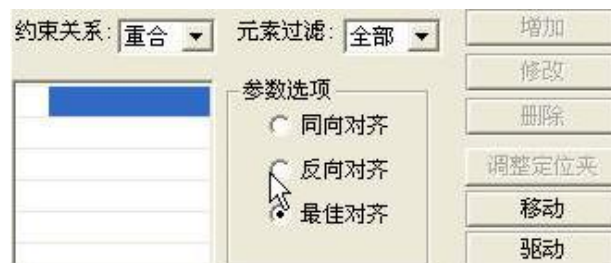 约束关系: 重合 元素过滤: 全部 增加
修改
参数选项
同向对齐 删除
反向对齐 调整定位夹
最佳对齐 移动
驱动